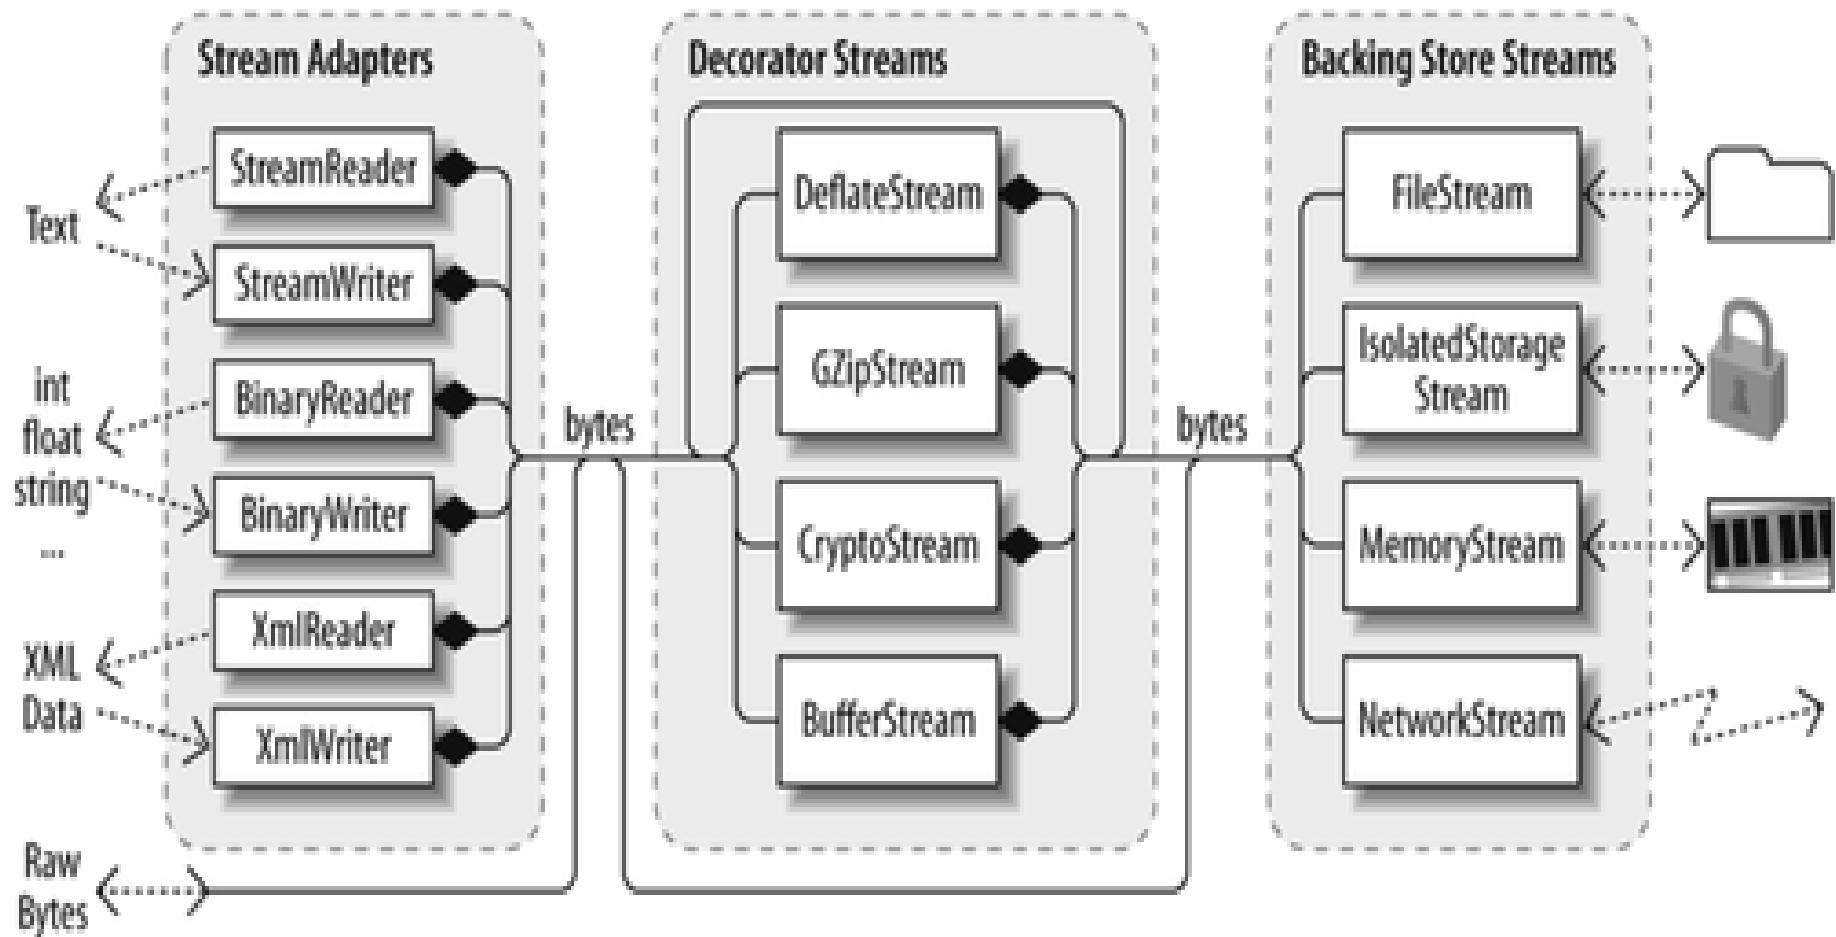 Stream Adapters
StreamReader
StreamWriter
BinaryReader
BinaryWriter
XmlReader
XmlWriter
Text
int
float
string
...
XML
Data
Raw
Bytes
bytes
Decorator Streams
DeflateStream
GZipStream
CryptoStream
BufferStream
bytes
Backing Store Streams
FileStream
IsolatedStorage
Stream
MemoryStream
NetworkStream